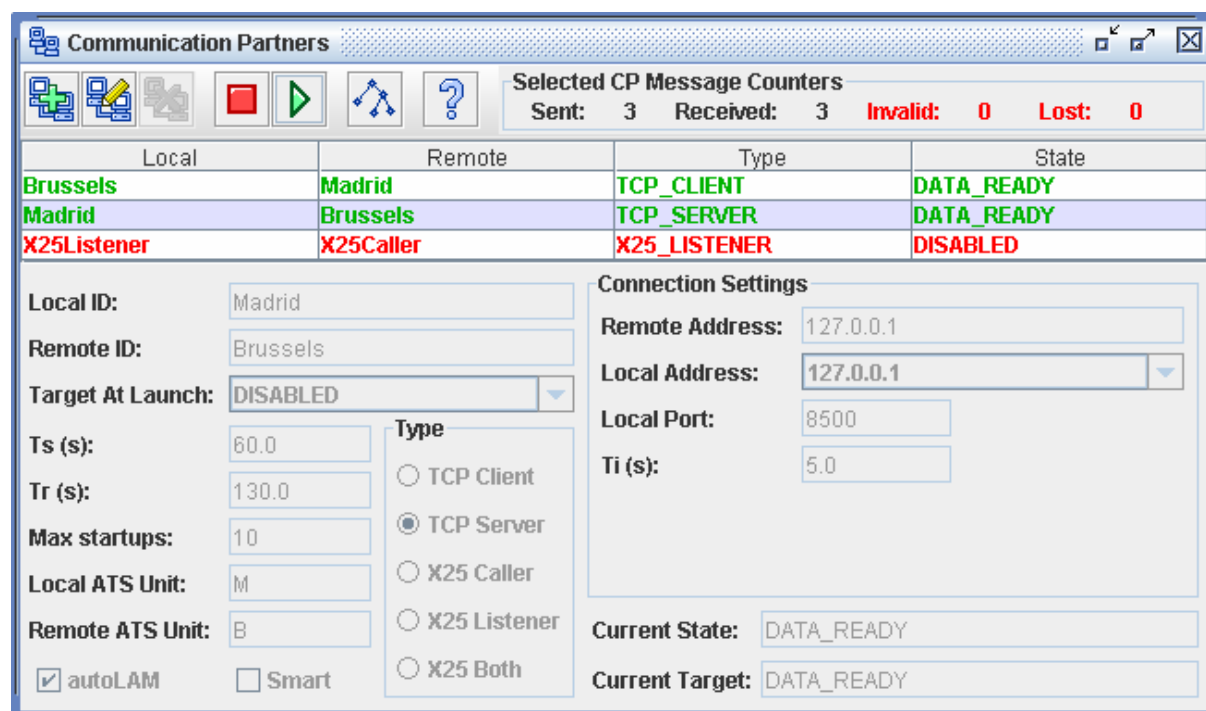 Communication Partners
Selected CP Message Counters
Sent: 3 Received: 3 Invalid: 0 Lost: 0
Local Remote Type State
Brussels Madrid TCP_CLIENT DATA_READY
Madrid Brussels TCP_SERVER DATA_READY
X25Listener X25Caller X25_LISTENER DISABLED
Local ID: Madrid
Remote ID: Brussels
Target At Launch: DISABLED
Ts (s): 60.0
Tr (s): 130.0
Max startups: 10
Local ATS Unit: M
Remote ATS Unit: B
autoLAM Smart
Type
TCP Client
TCP Server
X25 Caller
X25 Listener
X25 Both
Connection Settings
Remote Address: 127.0.0.1
Local Address: 127.0.0.1
Local Port: 8500
Ti (s): 5.0
Current State: DATA_READY
Current Target: DATA_READY